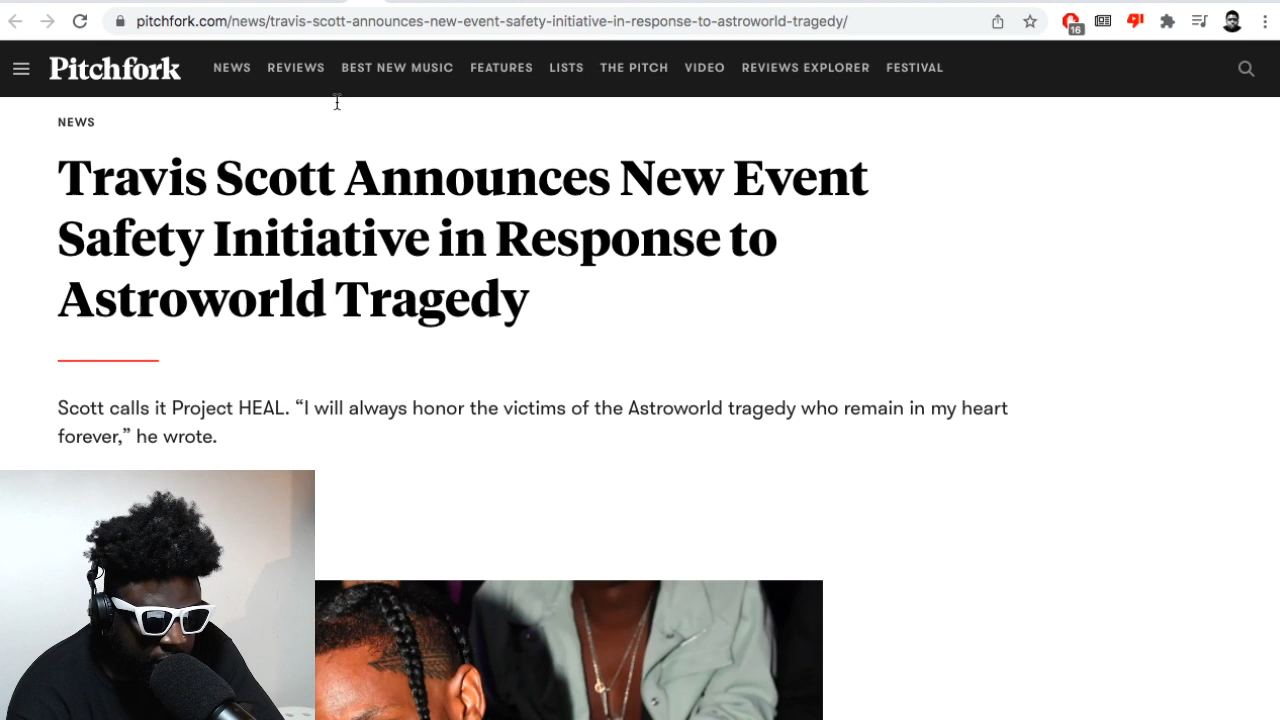 pitchfork.com/news/travis-scott-announces-new-event-safety-initiative-in-response-to-astroworld-tragedy/
16
Pitchfork
NEWS REVIEWS BEST NEW MUSIC FEATURES LISTS THE PITCH VIDEO REVIEWS EXPLORER FESTIVAL
NEWS
Travis Scott Announces New Event
Safety Initiative in Response to
Astroworld Tragedy
Scott calls it Project HEAL. “I will always honor the victims of the Astroworld tragedy who remain in my heart
forever,” he wrote.